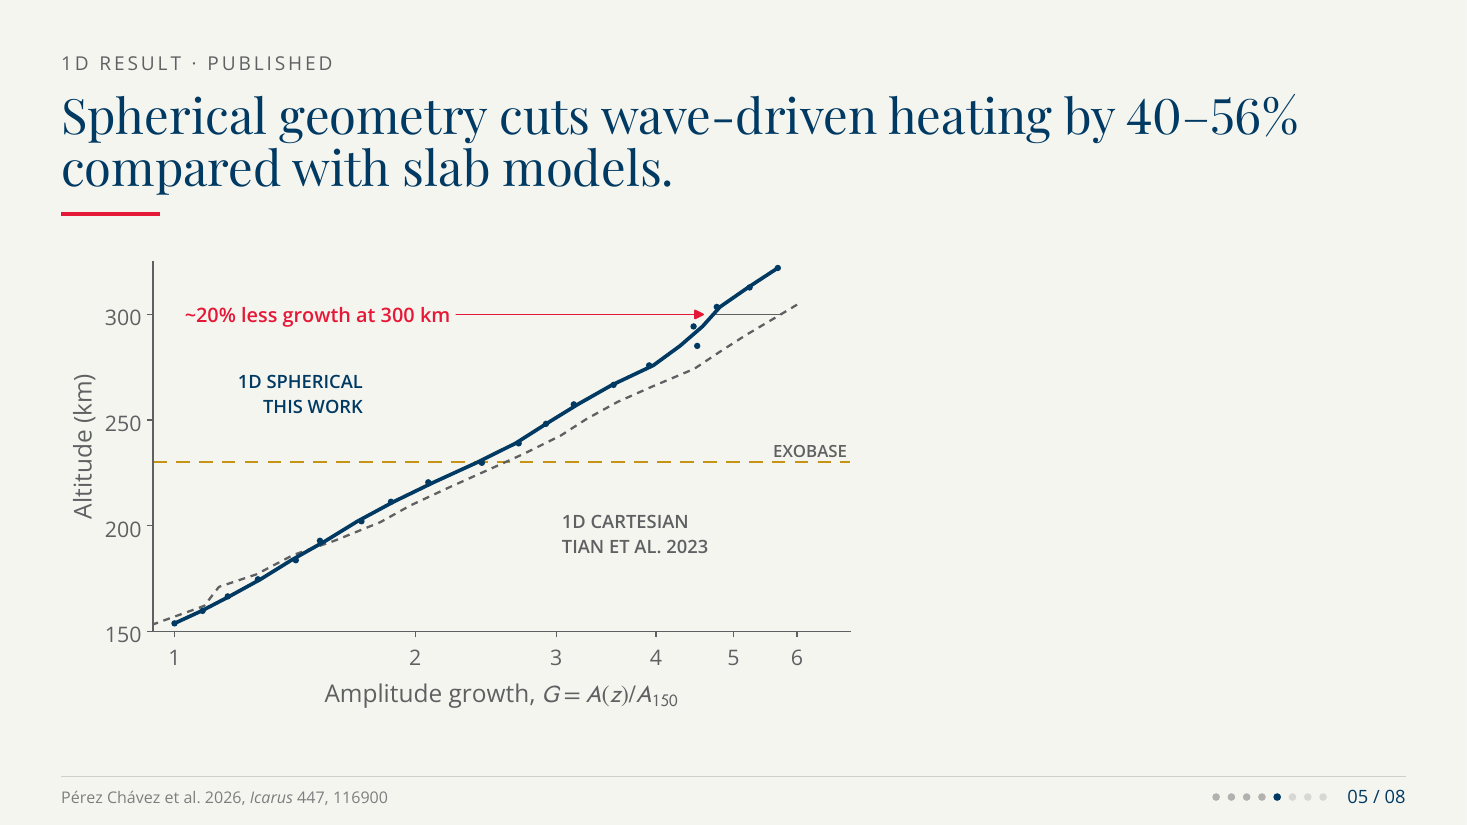 1D RESULT · PUBLISHED
Spherical geometry cuts wave-driven heating by 40–56%
compared with slab models.
300
250
200
150
Altitude (km)
~20% less growth at 300 km
1D SPHERICAL
THIS WORK
EXOBASE
1D CARTESIAN
TIAN ET AL. 2023
1 2 3 4 5 6
Amplitude growth, G = A(z)/A₁₅₀
Pérez Chávez et al. 2026, Icarus 447, 116900
05 / 08